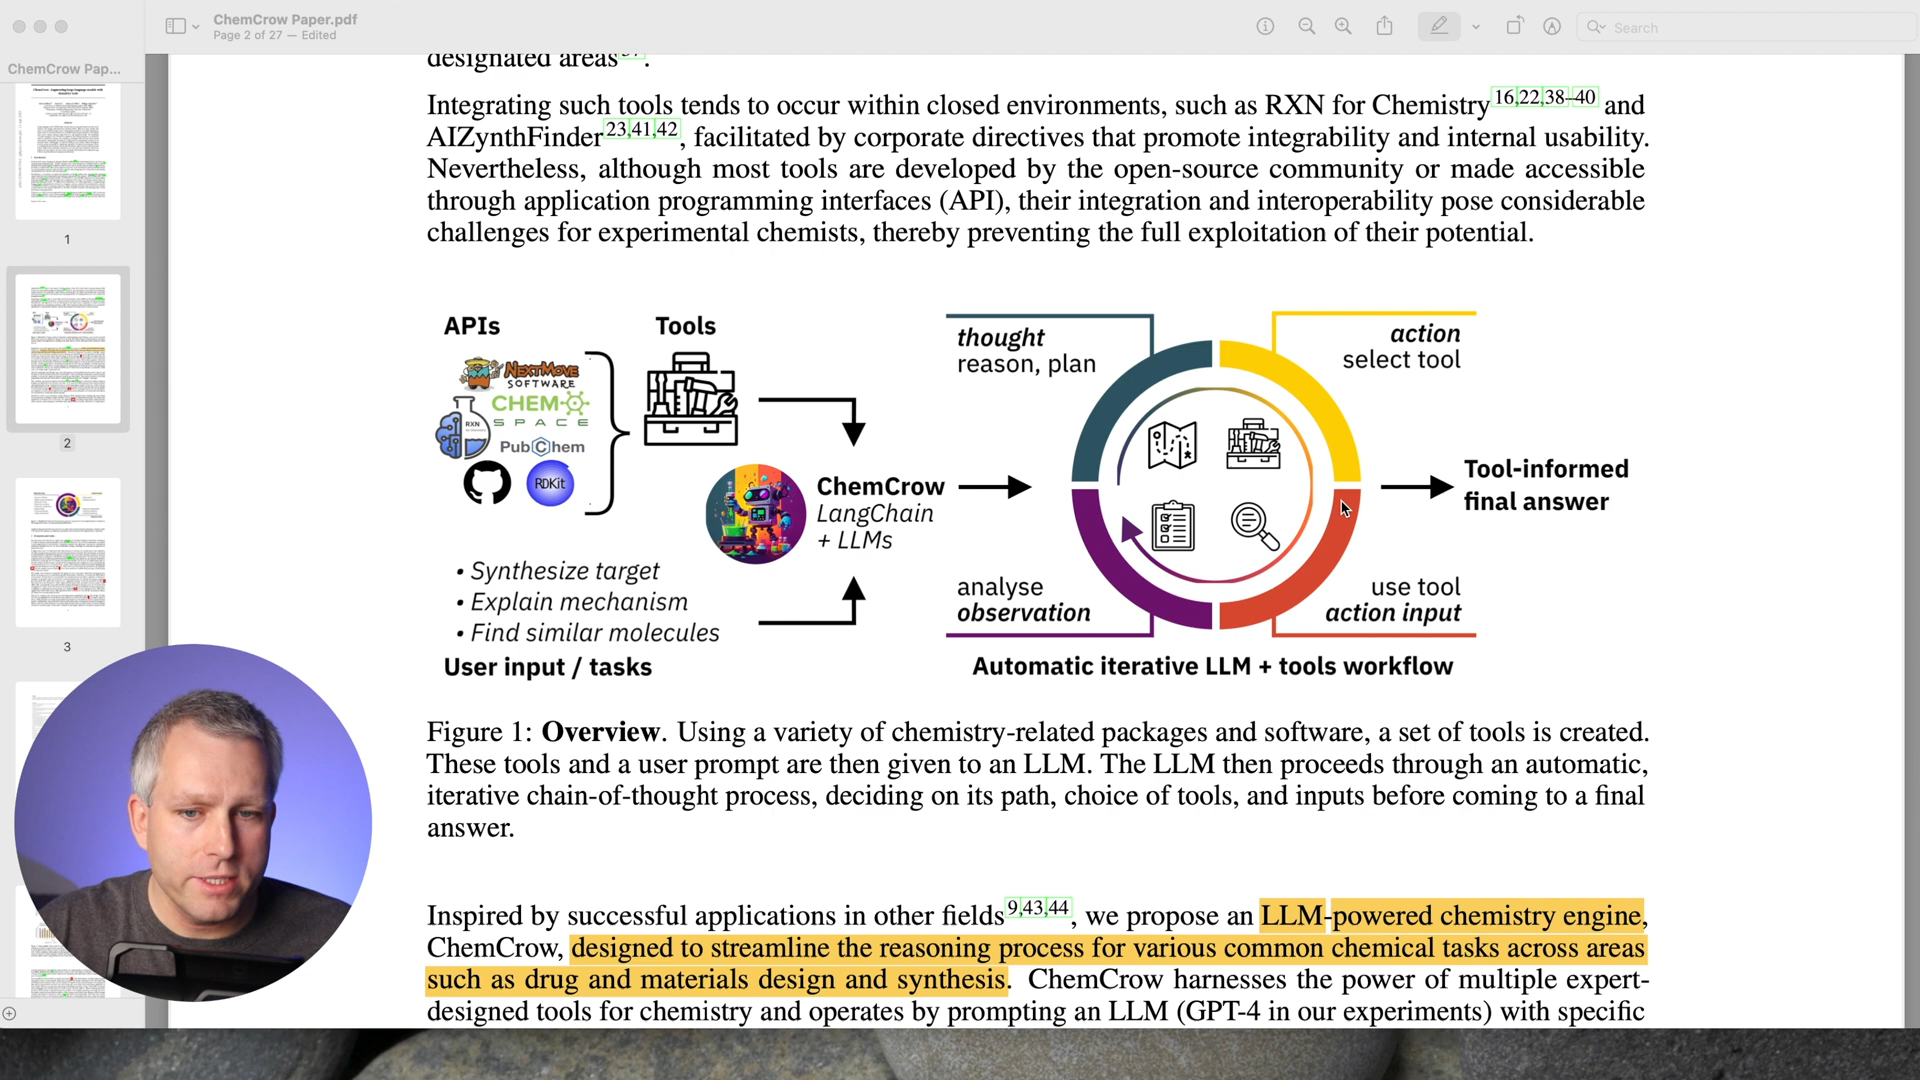 ChemCrow Paper.pdf
Page 2 of 27 — Edited
Search
ChemCrow Pap...
1
2
3
designated areas
Integrating such tools tends to occur within closed environments, such as RXN for Chemistry16,22,38–40 and
AIZynthFinder23,41,42, facilitated by corporate directives that promote integrability and internal usability.
Nevertheless, although most tools are developed by the open-source community or made accessible
through application programming interfaces (API), their integration and interoperability pose considerable
challenges for experimental chemists, thereby preventing the full exploitation of their potential.
APIs
Tools
NEXTMOVE
SOFTWARE
CHEM
SPACE
RXN
PubChem
RDKit
ChemCrow
LangChain
+ LLMs
• Synthesize target
• Explain mechanism
• Find similar molecules
User input / tasks
thought
reason, plan
action
select tool
analyse
observation
use tool
action input
Tool-informed
final answer
Automatic iterative LLM + tools workflow
Figure 1: Overview. Using a variety of chemistry-related packages and software, a set of tools is created.
These tools and a user prompt are then given to an LLM. The LLM then proceeds through an automatic,
iterative chain-of-thought process, deciding on its path, choice of tools, and inputs before coming to a final
answer.
Inspired by successful applications in other fields9,43,44, we propose an LLM-powered chemistry engine,
ChemCrow, designed to streamline the reasoning process for various common chemical tasks across areas
such as drug and materials design and synthesis. ChemCrow harnesses the power of multiple expert-
designed tools for chemistry and operates by prompting an LLM (GPT-4 in our experiments) with specific